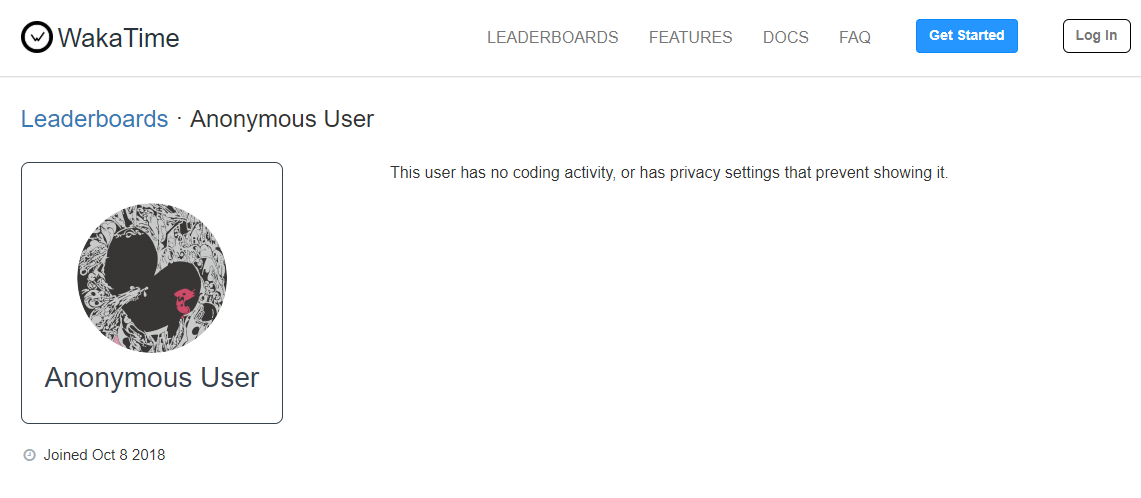 WakaTime
LEADERBOARDS FEATURES DOCS FAQ Get Started Log In
Leaderboards · Anonymous User
This user has no coding activity, or has privacy settings that prevent showing it.
Anonymous User
Joined Oct 8 2018